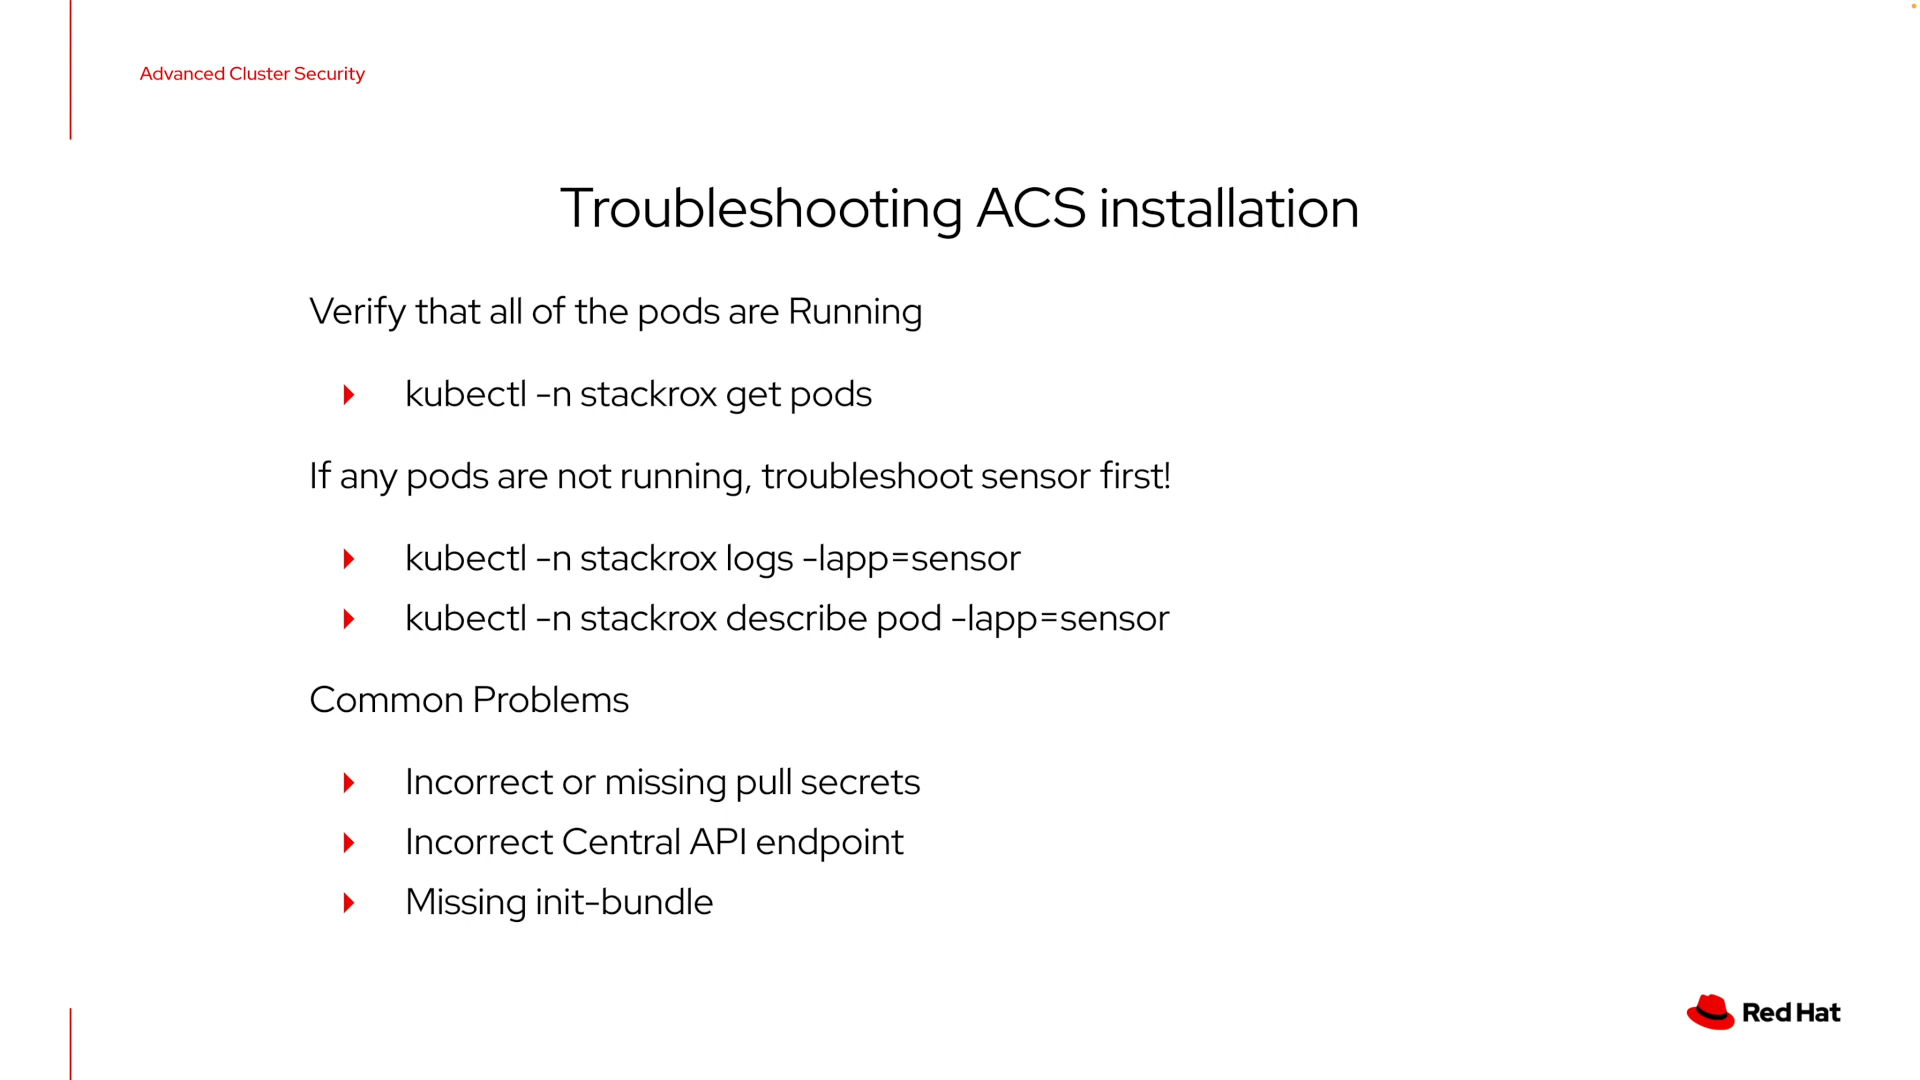 Advanced Cluster Security
Troubleshooting ACS installation
Verify that all of the pods are Running
kubectl -n stackrox get pods
If any pods are not running, troubleshoot sensor first!
kubectl -n stackrox logs -lapp=sensor
kubectl -n stackrox describe pod -lapp=sensor
Common Problems
Incorrect or missing pull secrets
Incorrect Central API endpoint
Missing init-bundle
Red Hat